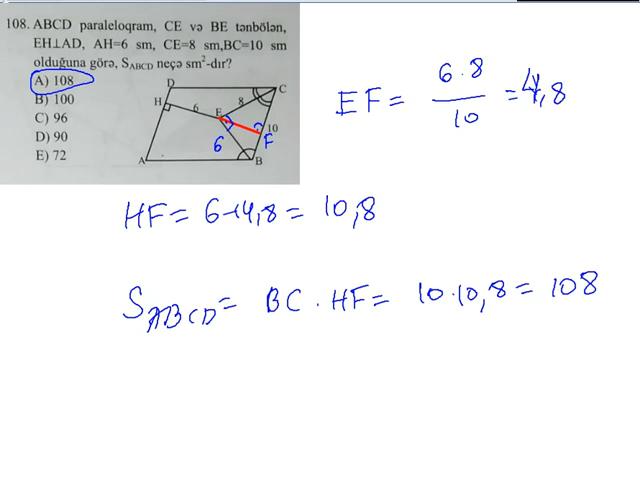 108. ABCD paraleloqram, CE və BE tənbölən,
EH⊥AD, AH=6 sm, CE=8 sm,BC=10 sm
olduğuna görə, S_ABCD neçə sm²-dır?
A) 108
B) 100
C) 96
D) 90
E) 72
D
C
H
6
8
E
10
F
6
A
B
EF = 6·8/10 = 4,8
HF = 6+4,8 = 10,8
S_ABCD = BC · HF = 10·10,8 = 108